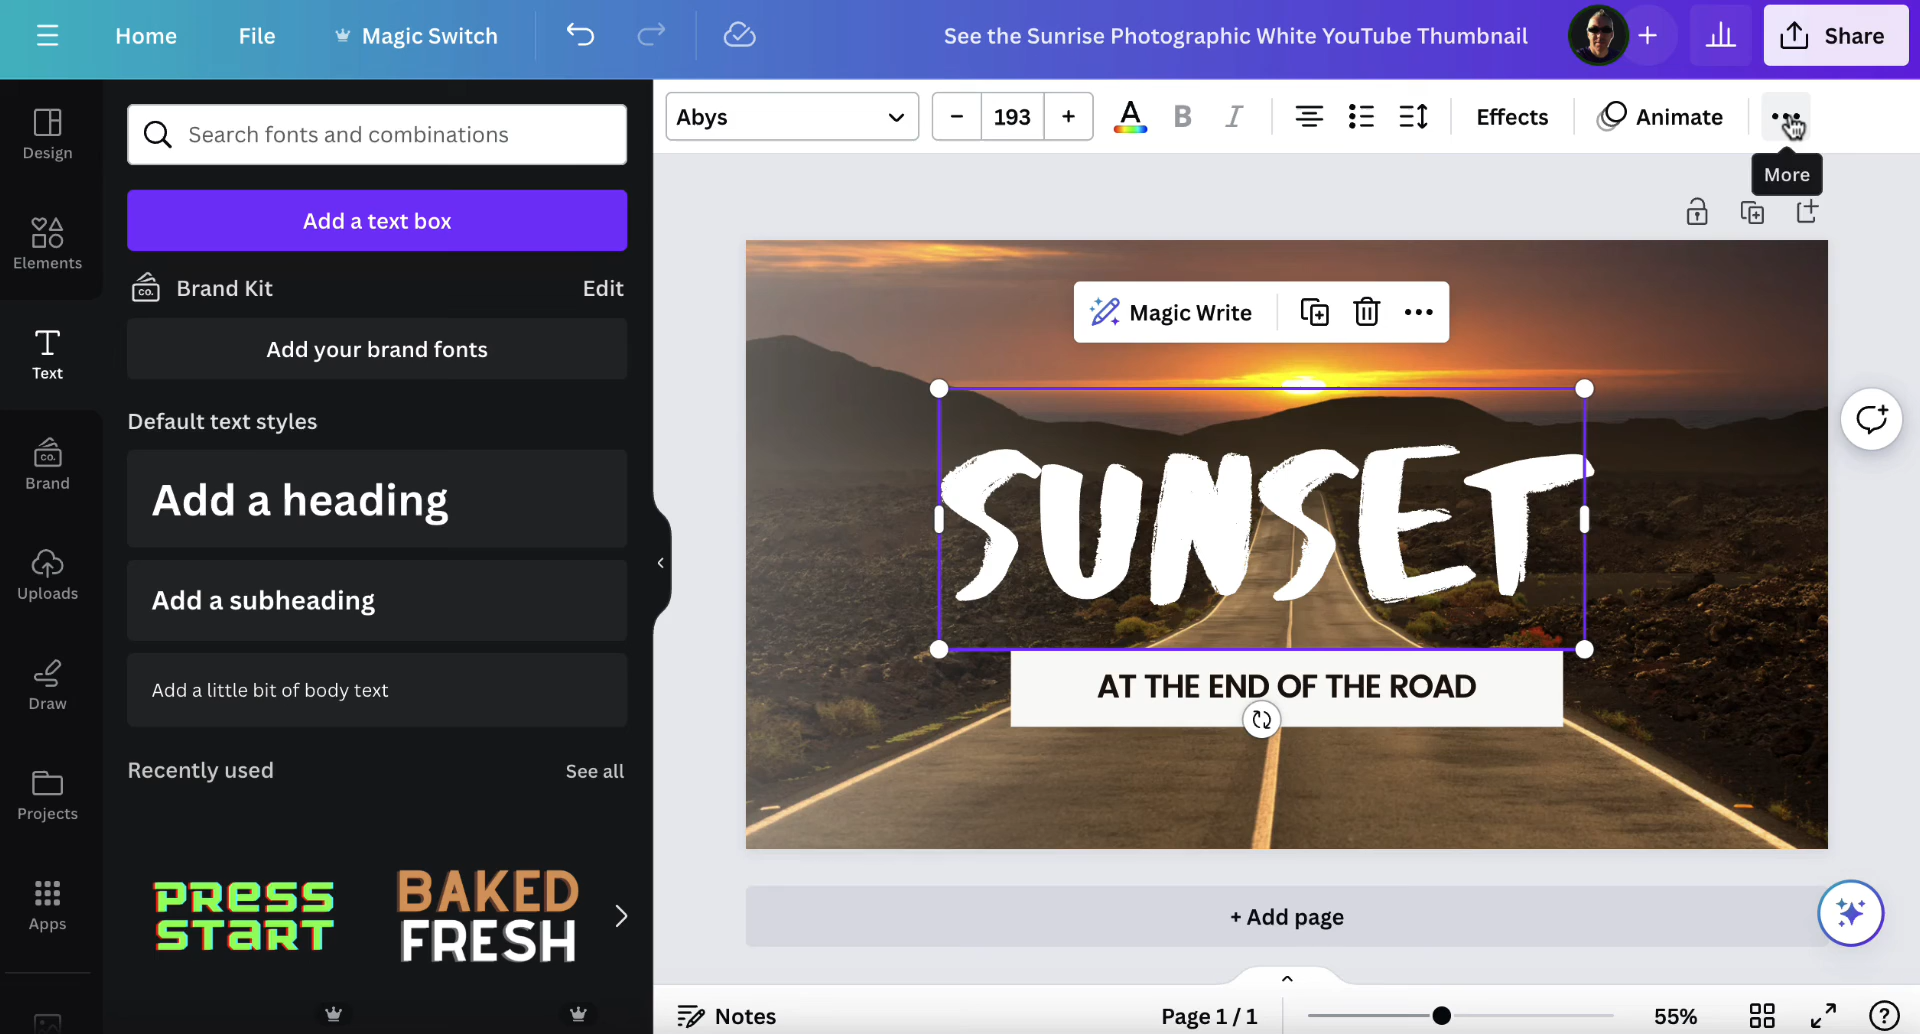 Home
File
Magic Switch
See the Sunrise Photographic White YouTube Thumbnail
Share
Design
Elements
Text
Brand
Uploads
Draw
Projects
Apps
Search fonts and combinations
Add a text box
co.
Brand Kit
Edit
Add your brand fonts
Default text styles
Add a heading
Add a subheading
Add a little bit of body text
Recently used
See all
PRESS
START
BAKED
FRESH
Abys
193
A
B
I
Effects
Animate
More
Magic Write
SUNSET
AT THE END OF THE ROAD
+ Add page
Notes
Page 1 / 1
55%